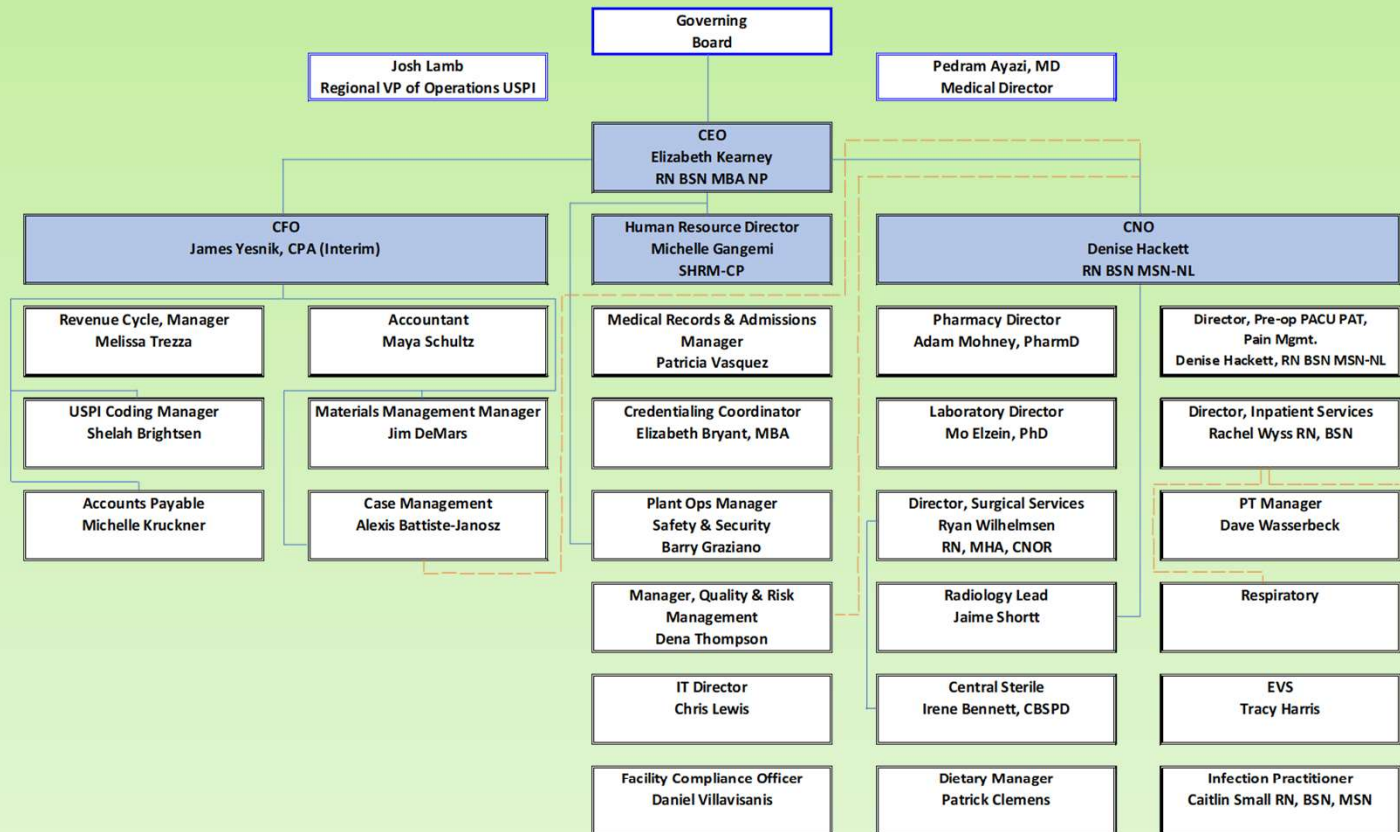 Governing
Board
Josh Lamb
Regional VP of Operations USPI
Pedram Ayazi, MD
Medical Director
CEO
Elizabeth Kearney
RN BSN MBA NP
CFO
James Yesnik, CPA (Interim)
Human Resource Director
Michelle Gangemi
SHRM-CP
CNO
Denise Hackett
RN BSN MSN-NL
Revenue Cycle, Manager
Melissa Trezza
Accountant
Maya Schultz
Medical Records & Admissions
Manager
Patricia Vasquez
Pharmacy Director
Adam Mohney, PharmD
Director, Pre-op PACU PAT,
Pain Mgmt.
Denise Hackett, RN BSN MSN-NL
USPI Coding Manager
Shelah Brightsen
Materials Management Manager
Jim DeMars
Credentialing Coordinator
Elizabeth Bryant, MBA
Laboratory Director
Mo Elzein, PhD
Director, Inpatient Services
Rachel Wyss RN, BSN
Accounts Payable
Michelle Kruckner
Case Management
Alexis Battiste-Janosz
Plant Ops Manager
Safety & Security
Barry Graziano
Director, Surgical Services
Ryan Wilhelmsen
RN, MHA, CNOR
PT Manager
Dave Wasserbeck
Manager, Quality & Risk
Management
Dena Thompson
Radiology Lead
Jaime Shortt
Respiratory
IT Director
Chris Lewis
Central Sterile
Irene Bennett, CBSPD
EVS
Tracy Harris
Facility Compliance Officer
Daniel Villavisanis
Dietary Manager
Patrick Clemens
Infection Practitioner
Caitlin Small RN, BSN, MSN